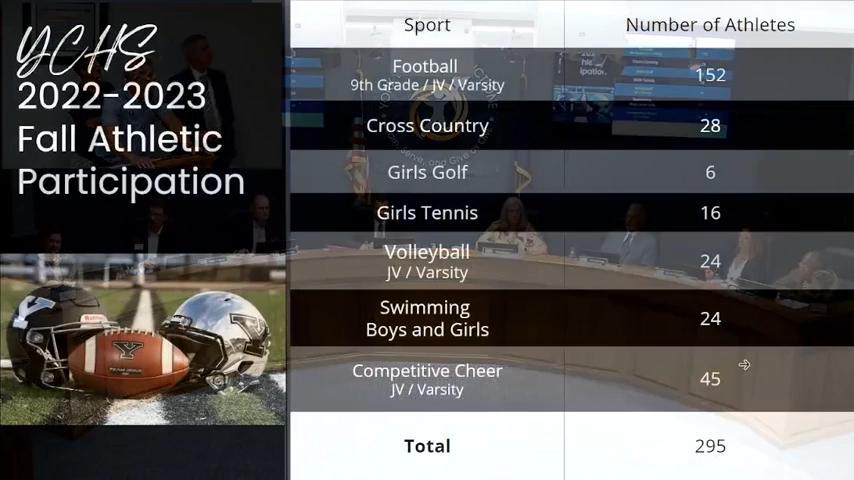 YCHS
2022-2023
Fall Athletic
Participation
Sport Number of Athletes
Football
9th Grade / JV / Varsity
152
Cross Country 28
Girls Golf 6
Girls Tennis 16
Volleyball
JV / Varsity
24
Swimming
Boys and Girls
24
Competitive Cheer
JV / Varsity
45
Total 295